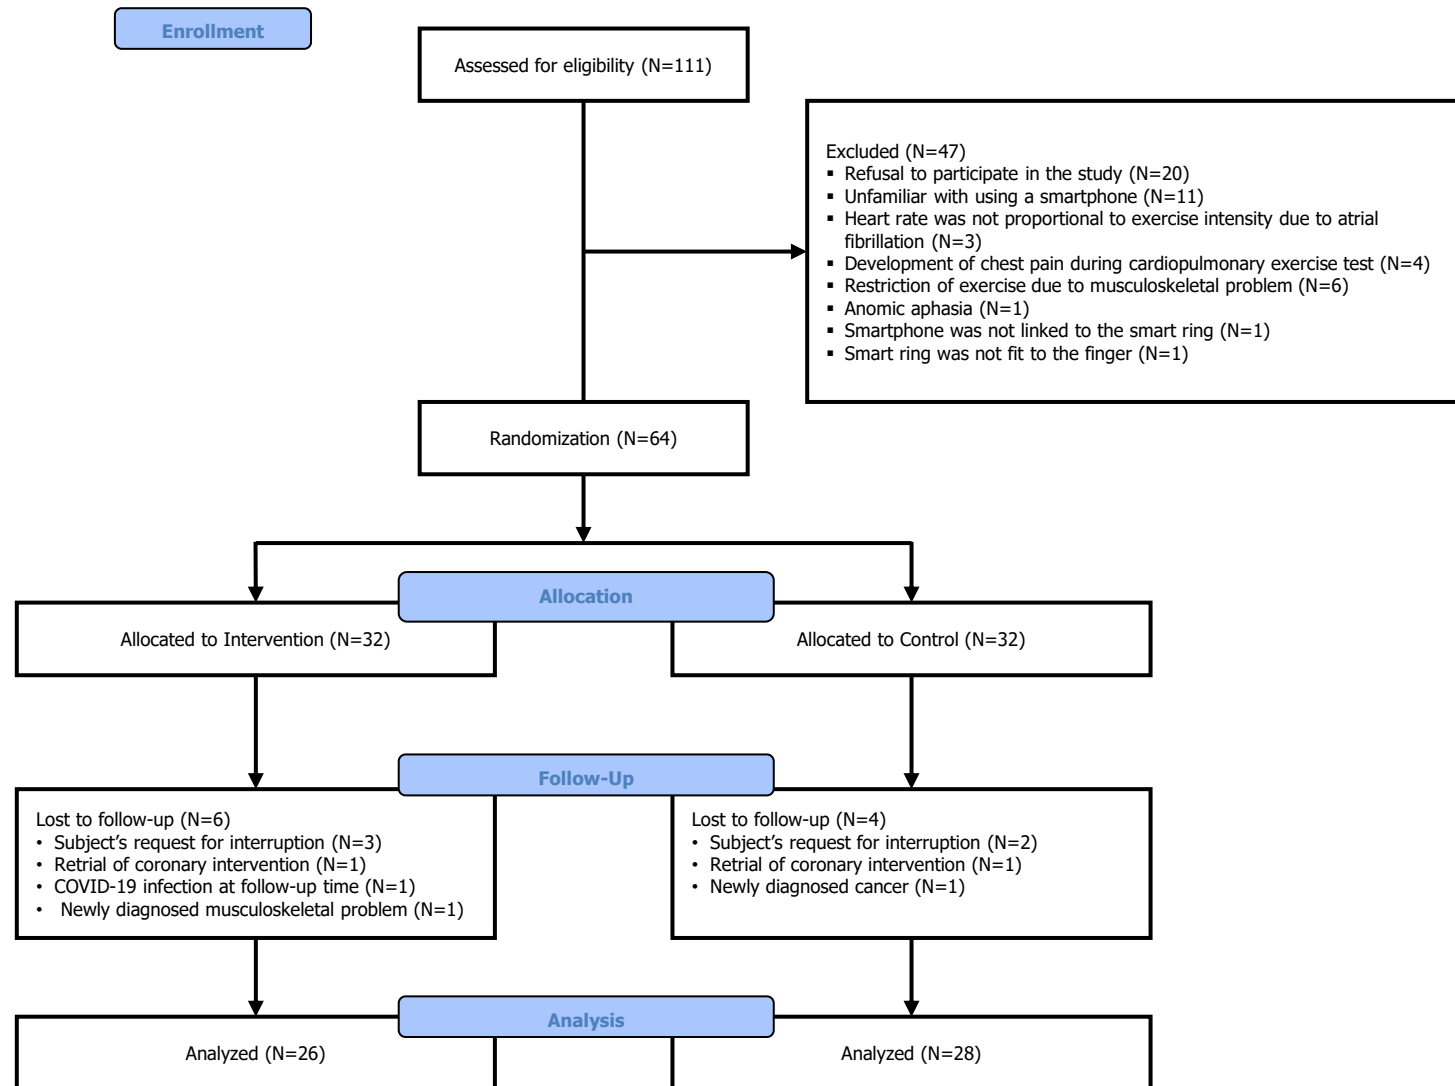 Enrollment
Assessed for eligibility (N=111)
Excluded (N=47)
▪ Refusal to participate in the study (N=20)
▪ Unfamiliar with using a smartphone (N=11)
▪ Heart rate was not proportional to exercise intensity due to atrial
fibrillation (N=3)
▪ Development of chest pain during cardiopulmonary exercise test (N=4)
▪ Restriction of exercise due to musculoskeletal problem (N=6)
▪ Anomic aphasia (N=1)
▪ Smartphone was not linked to the smart ring (N=1)
▪ Smart ring was not fit to the finger (N=1)
Randomization (N=64)
Allocation
Allocated to Intervention (N=32)
Allocated to Control (N=32)
Follow-Up
Lost to follow-up (N=6)
• Subject’s request for interruption (N=3)
• Retrial of coronary intervention (N=1)
• COVID-19 infection at follow-up time (N=1)
• Newly diagnosed musculoskeletal problem (N=1)
Lost to follow-up (N=4)
• Subject’s request for interruption (N=2)
• Retrial of coronary intervention (N=1)
• Newly diagnosed cancer (N=1)
Analysis
Analyzed (N=26)
Analyzed (N=28)